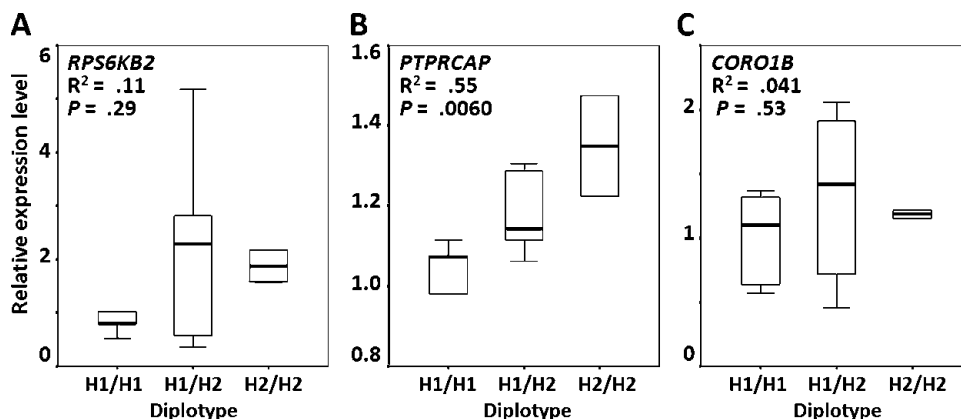 A
RPS6KB2
R2 = .11
P = .29
Relative expression level
6
4
2
0
H1/H1 H1/H2 H2/H2
Diplotype
B
PTPRCAP
R2 = .55
P = .0060
1.6
1.4
1.2
1.0
0.8
H1/H1 H1/H2 H2/H2
Diplotype
C
CORO1B
R2 = .041
P = .53
2
1
0
H1/H1 H1/H2 H2/H2
Diplotype